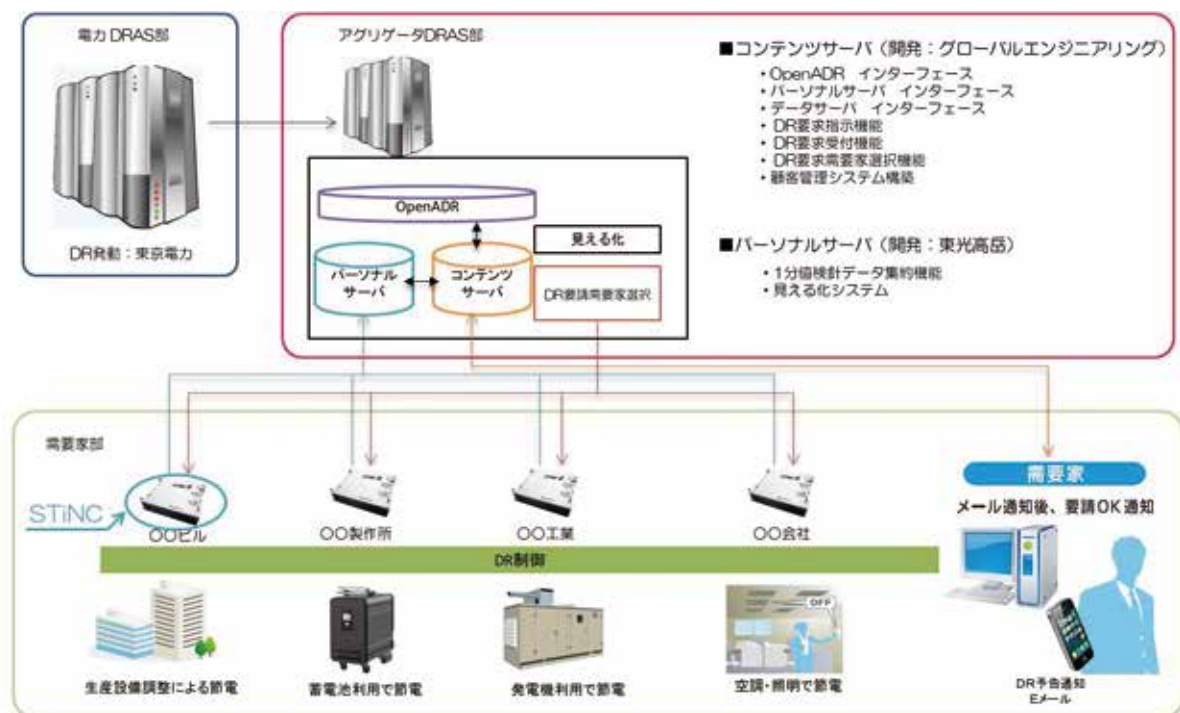 電力DRAS部
DR発動：東京電力
アグリゲータDRAS部
OpenADR
パーソナル
サーバ
コンテンツ
サーバ
見える化
DR要請需要家選択
■コンテンツサーバ（開発：グローバルエンジニアリング）
・OpenADR インターフェース
・パーソナルサーバ インターフェース
・データサーバ インターフェース
・DR要求指示機能
・DR要求受付機能
・DR要求需要家選択機能
・顧客管理システム構築
■パーソナルサーバ（開発：東光高岳）
・1分値検針データ集約機能
・見える化システム
需要家部
STiNC
〇〇ビル
〇〇製作所
〇〇工業
〇〇会社
DR制御
生産設備調整による節電
蓄電池利用で節電
発電機利用で節電
OFF
空調・照明で節電
需要家
メール通知後、要請OK通知
DR予告通知
Eメール